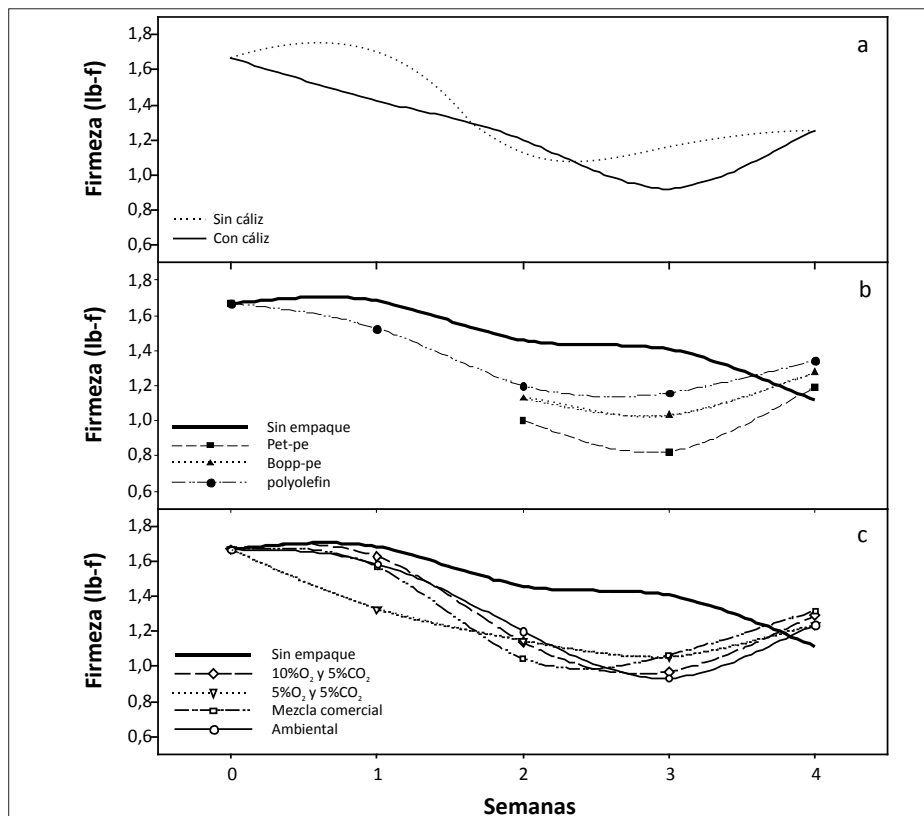 a
Firmeza (lb-f)
1,8
1,6
1,4
1,2
1,0
0,8
0,6
Sin cáliz
Con cáliz
b
Firmeza (lb-f)
1,8
1,6
1,4
1,2
1,0
0,8
0,6
Sin empaque
Pet-pe
Bopp-pe
polyolefin
c
Firmeza (lb-f)
1,8
1,6
1,4
1,2
1,0
0,8
0,6
Sin empaque
10%O₂ y 5%CO₂
5%O₂ y 5%CO₂
Mezcla comercial
Ambiental
0 1 2 3 4
Semanas